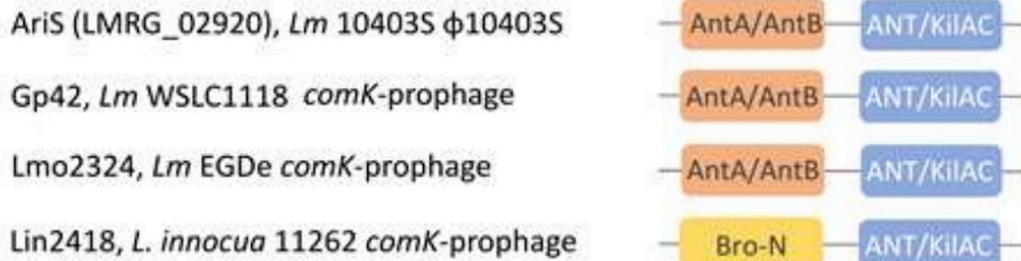 AriS (LMRG_02920), Lm 10403S ϕ10403S AntA/AntB ANT/KilAC
Gp42, Lm WSLC1118 comK-prophage AntA/AntB ANT/KilAC
Lmo2324, Lm EGDe comK-prophage AntA/AntB ANT/KilAC
Lin2418, L. innocua 11262 comK-prophage Bro-N ANT/KilAC